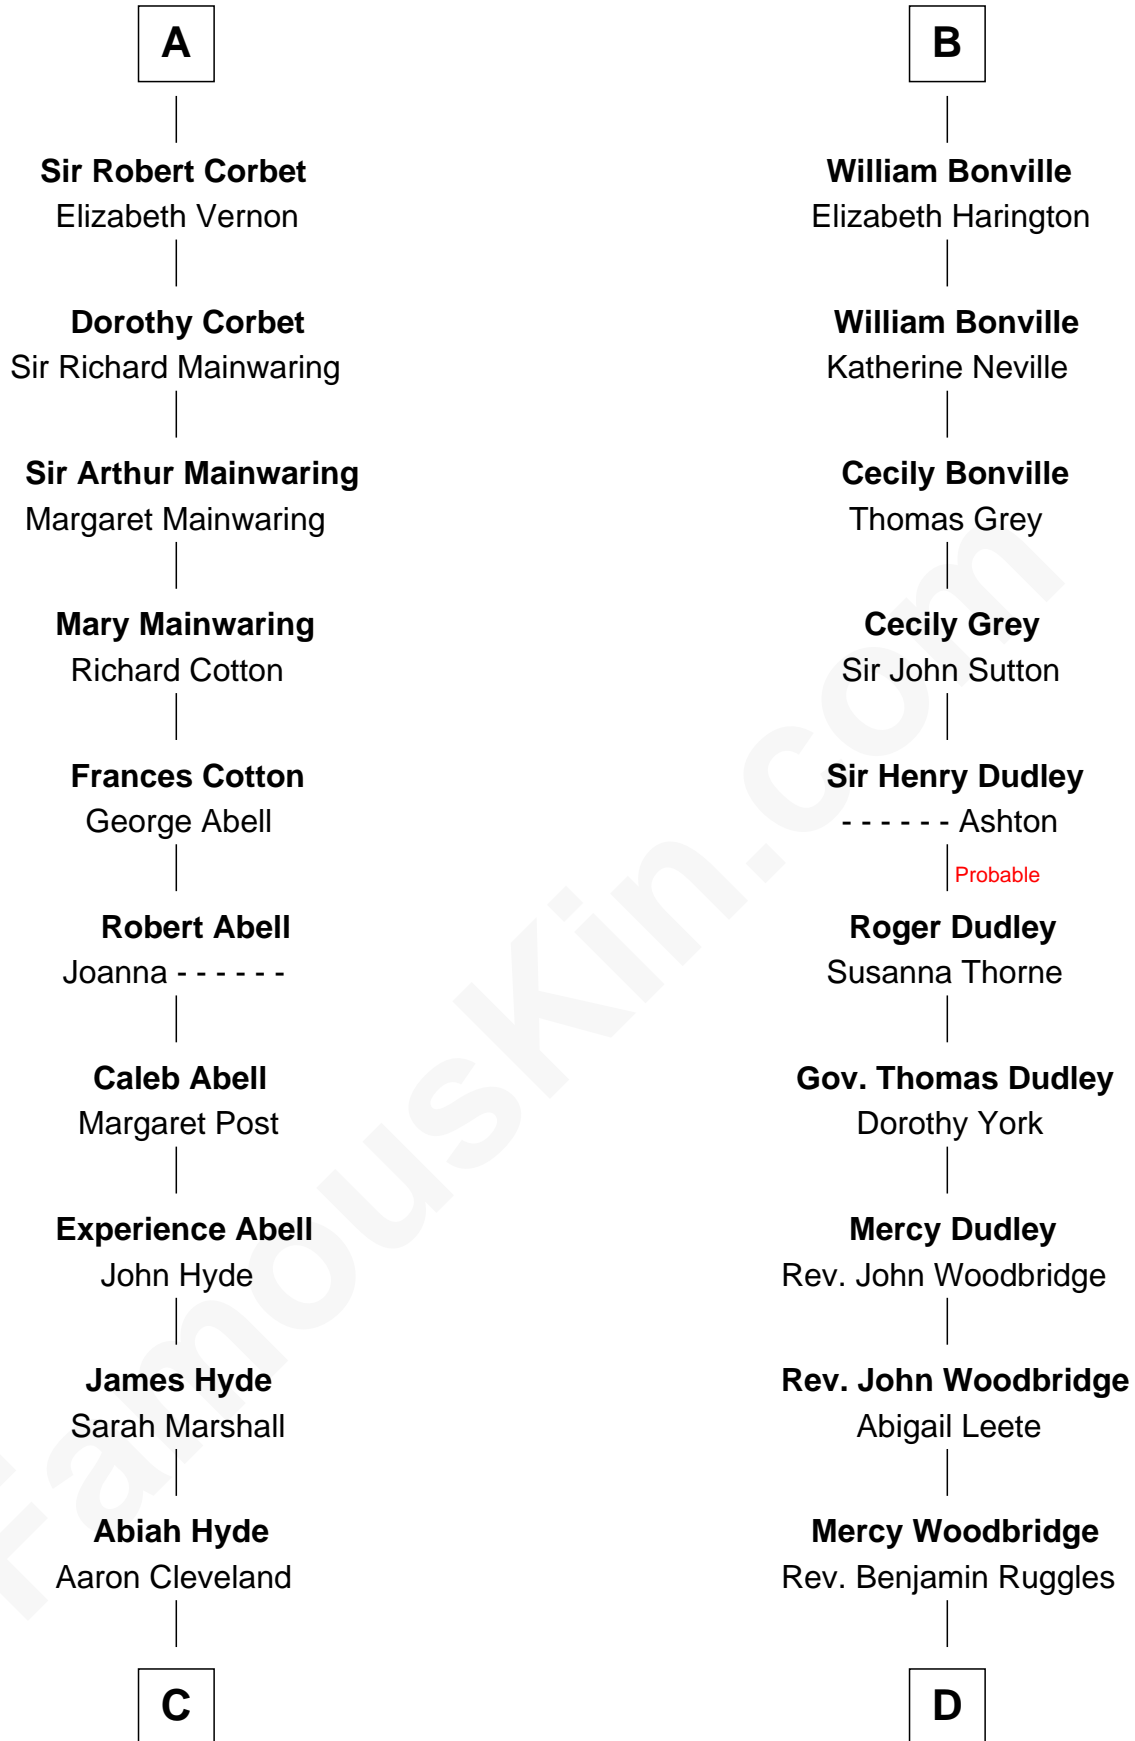 A
Sir Robert Corbet
Elizabeth Vernon
Dorothy Corbet
Sir Richard Mainwaring
Sir Arthur Mainwaring
Margaret Mainwaring
Mary Mainwaring
Richard Cotton
Frances Cotton
George Abell
Robert Abell
Joanna - - - - - -
Caleb Abell
Margaret Post
Experience Abell
John Hyde
James Hyde
Sarah Marshall
Abiah Hyde
Aaron Cleveland
C
B
William Bonville
Elizabeth Harington
William Bonville
Katherine Neville
Cecily Bonville
Thomas Grey
Cecily Grey
Sir John Sutton
Sir Henry Dudley
- - - - - - Ashton
Probable
Roger Dudley
Susanna Thorne
Gov. Thomas Dudley
Dorothy York
Mercy Dudley
Rev. John Woodbridge
Rev. John Woodbridge
Abigail Leete
Mercy Woodbridge
Rev. Benjamin Ruggles
D
FamousKin.com